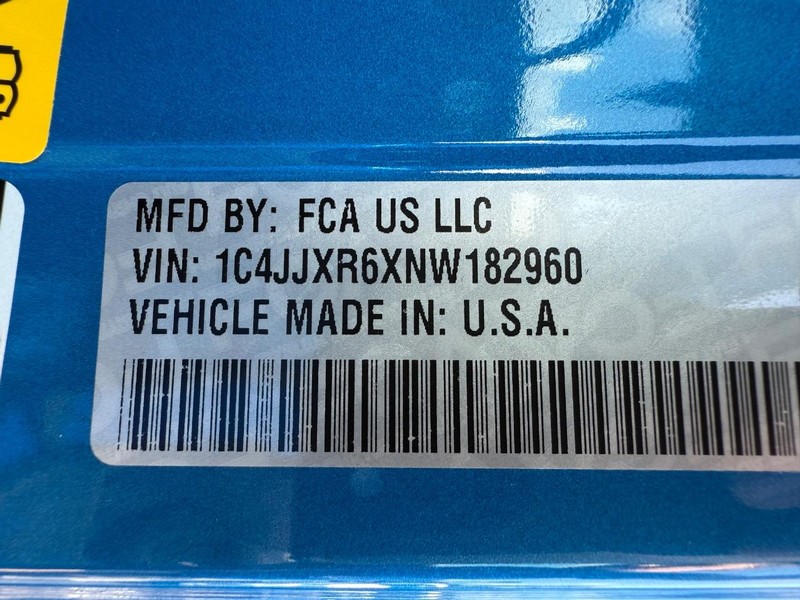 MFD BY: FCA US LLC
VIN: 1C4JJXR6XNW182960
VEHICLE MADE IN: U.S.A.